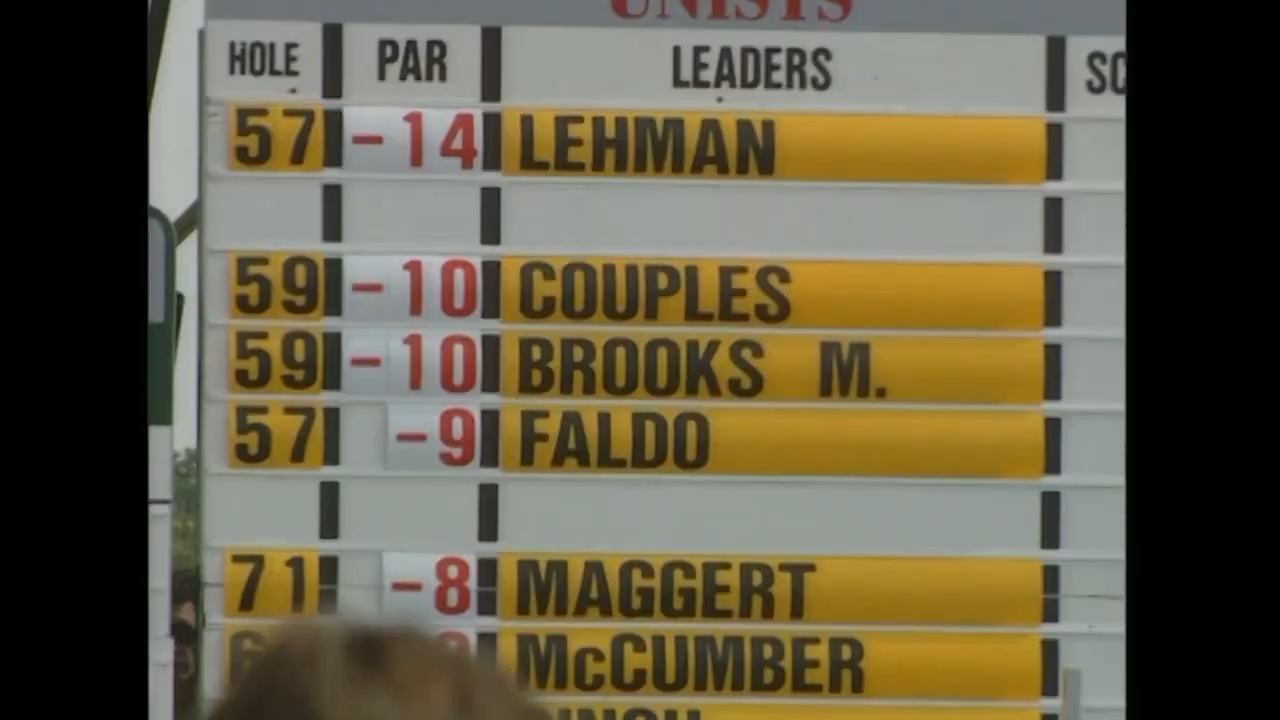 HOLE PAR LEADERS
57 -14 LEHMAN
59 -10 COUPLES
59 -10 BROOKS M.
57 -9 FALDO
71 -8 MAGGERT
McCUMBER